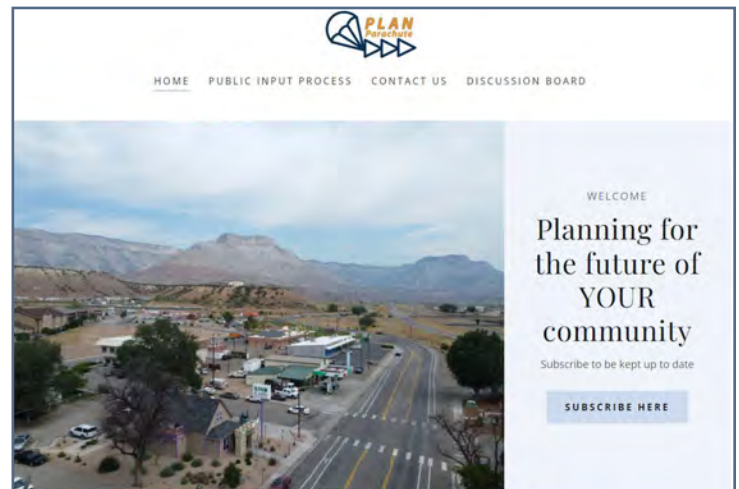 PLAN
Parachute
HOME PUBLIC INPUT PROCESS CONTACT US DISCUSSION BOARD
WELCOME
Planning for
the future of
YOUR
community
Subscribe to be kept up to date
SUBSCRIBE HERE